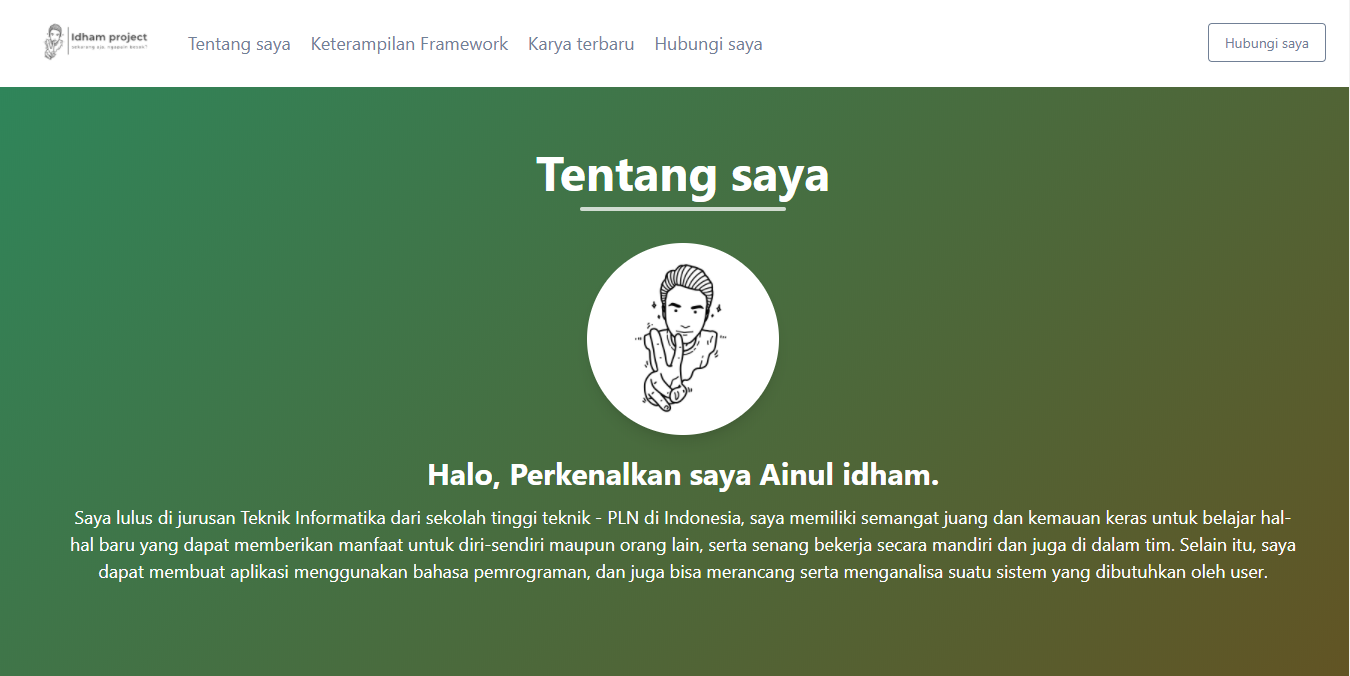 Idham project
sekarang aja, ngapain besok?
Tentang saya
Keterampilan Framework
Karya terbaru
Hubungi saya
Hubungi saya
Tentang saya
Halo, Perkenalkan saya Ainul idham.
Saya lulus di jurusan Teknik Informatika dari sekolah tinggi teknik - PLN di Indonesia, saya memiliki semangat juang dan kemauan keras untuk belajar hal-
hal baru yang dapat memberikan manfaat untuk diri-sendiri maupun orang lain, serta senang bekerja secara mandiri dan juga di dalam tim. Selain itu, saya
dapat membuat aplikasi menggunakan bahasa pemrograman, dan juga bisa merancang serta menganalisa suatu sistem yang dibutuhkan oleh user.